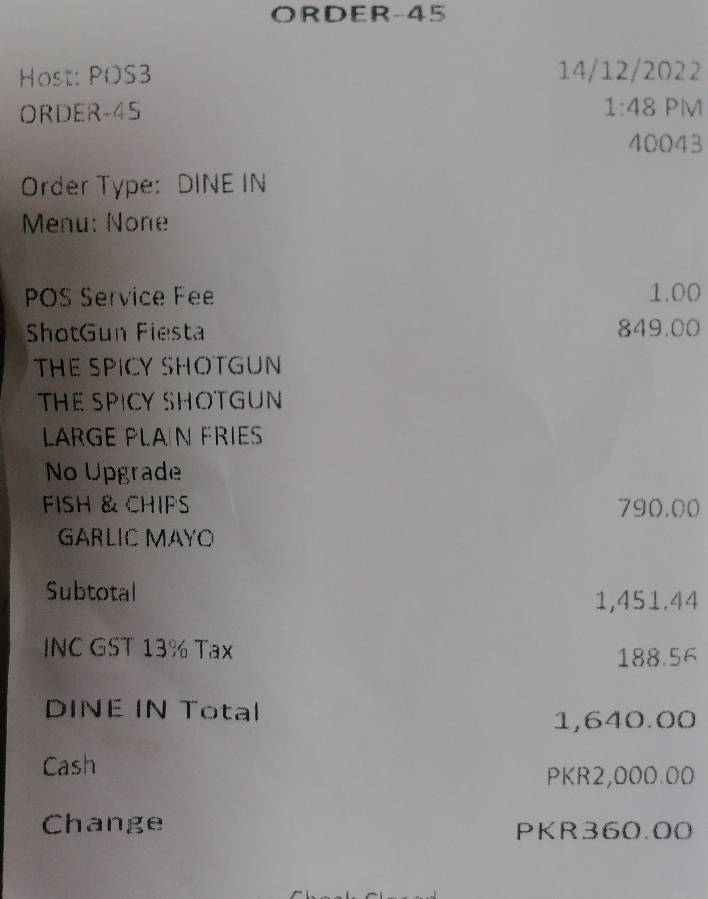 ORDER-45
Host: POS3 14/12/2022
ORDER-45 1:48 PM
40043
Order Type: DINE IN
Menu: None
POS Service Fee 1.00
ShotGun Fiesta 849.00
THE SPICY SHOTGUN
THE SPICY SHOTGUN
LARGE PLAIN FRIES
No Upgrade
FISH & CHIPS 790.00
GARLIC MAYO
Subtotal 1,451.44
INC GST 13% Tax 188.56
DINE IN Total 1,640.00
Cash PKR2,000.00
Change PKR360.00